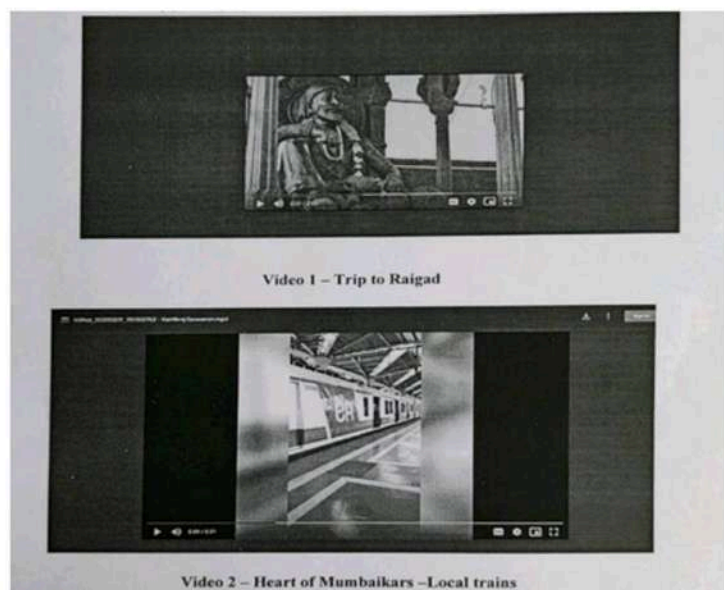 Video 1 – Trip to Raigad
Video 2 – Heart of Mumbaikars –Local trains